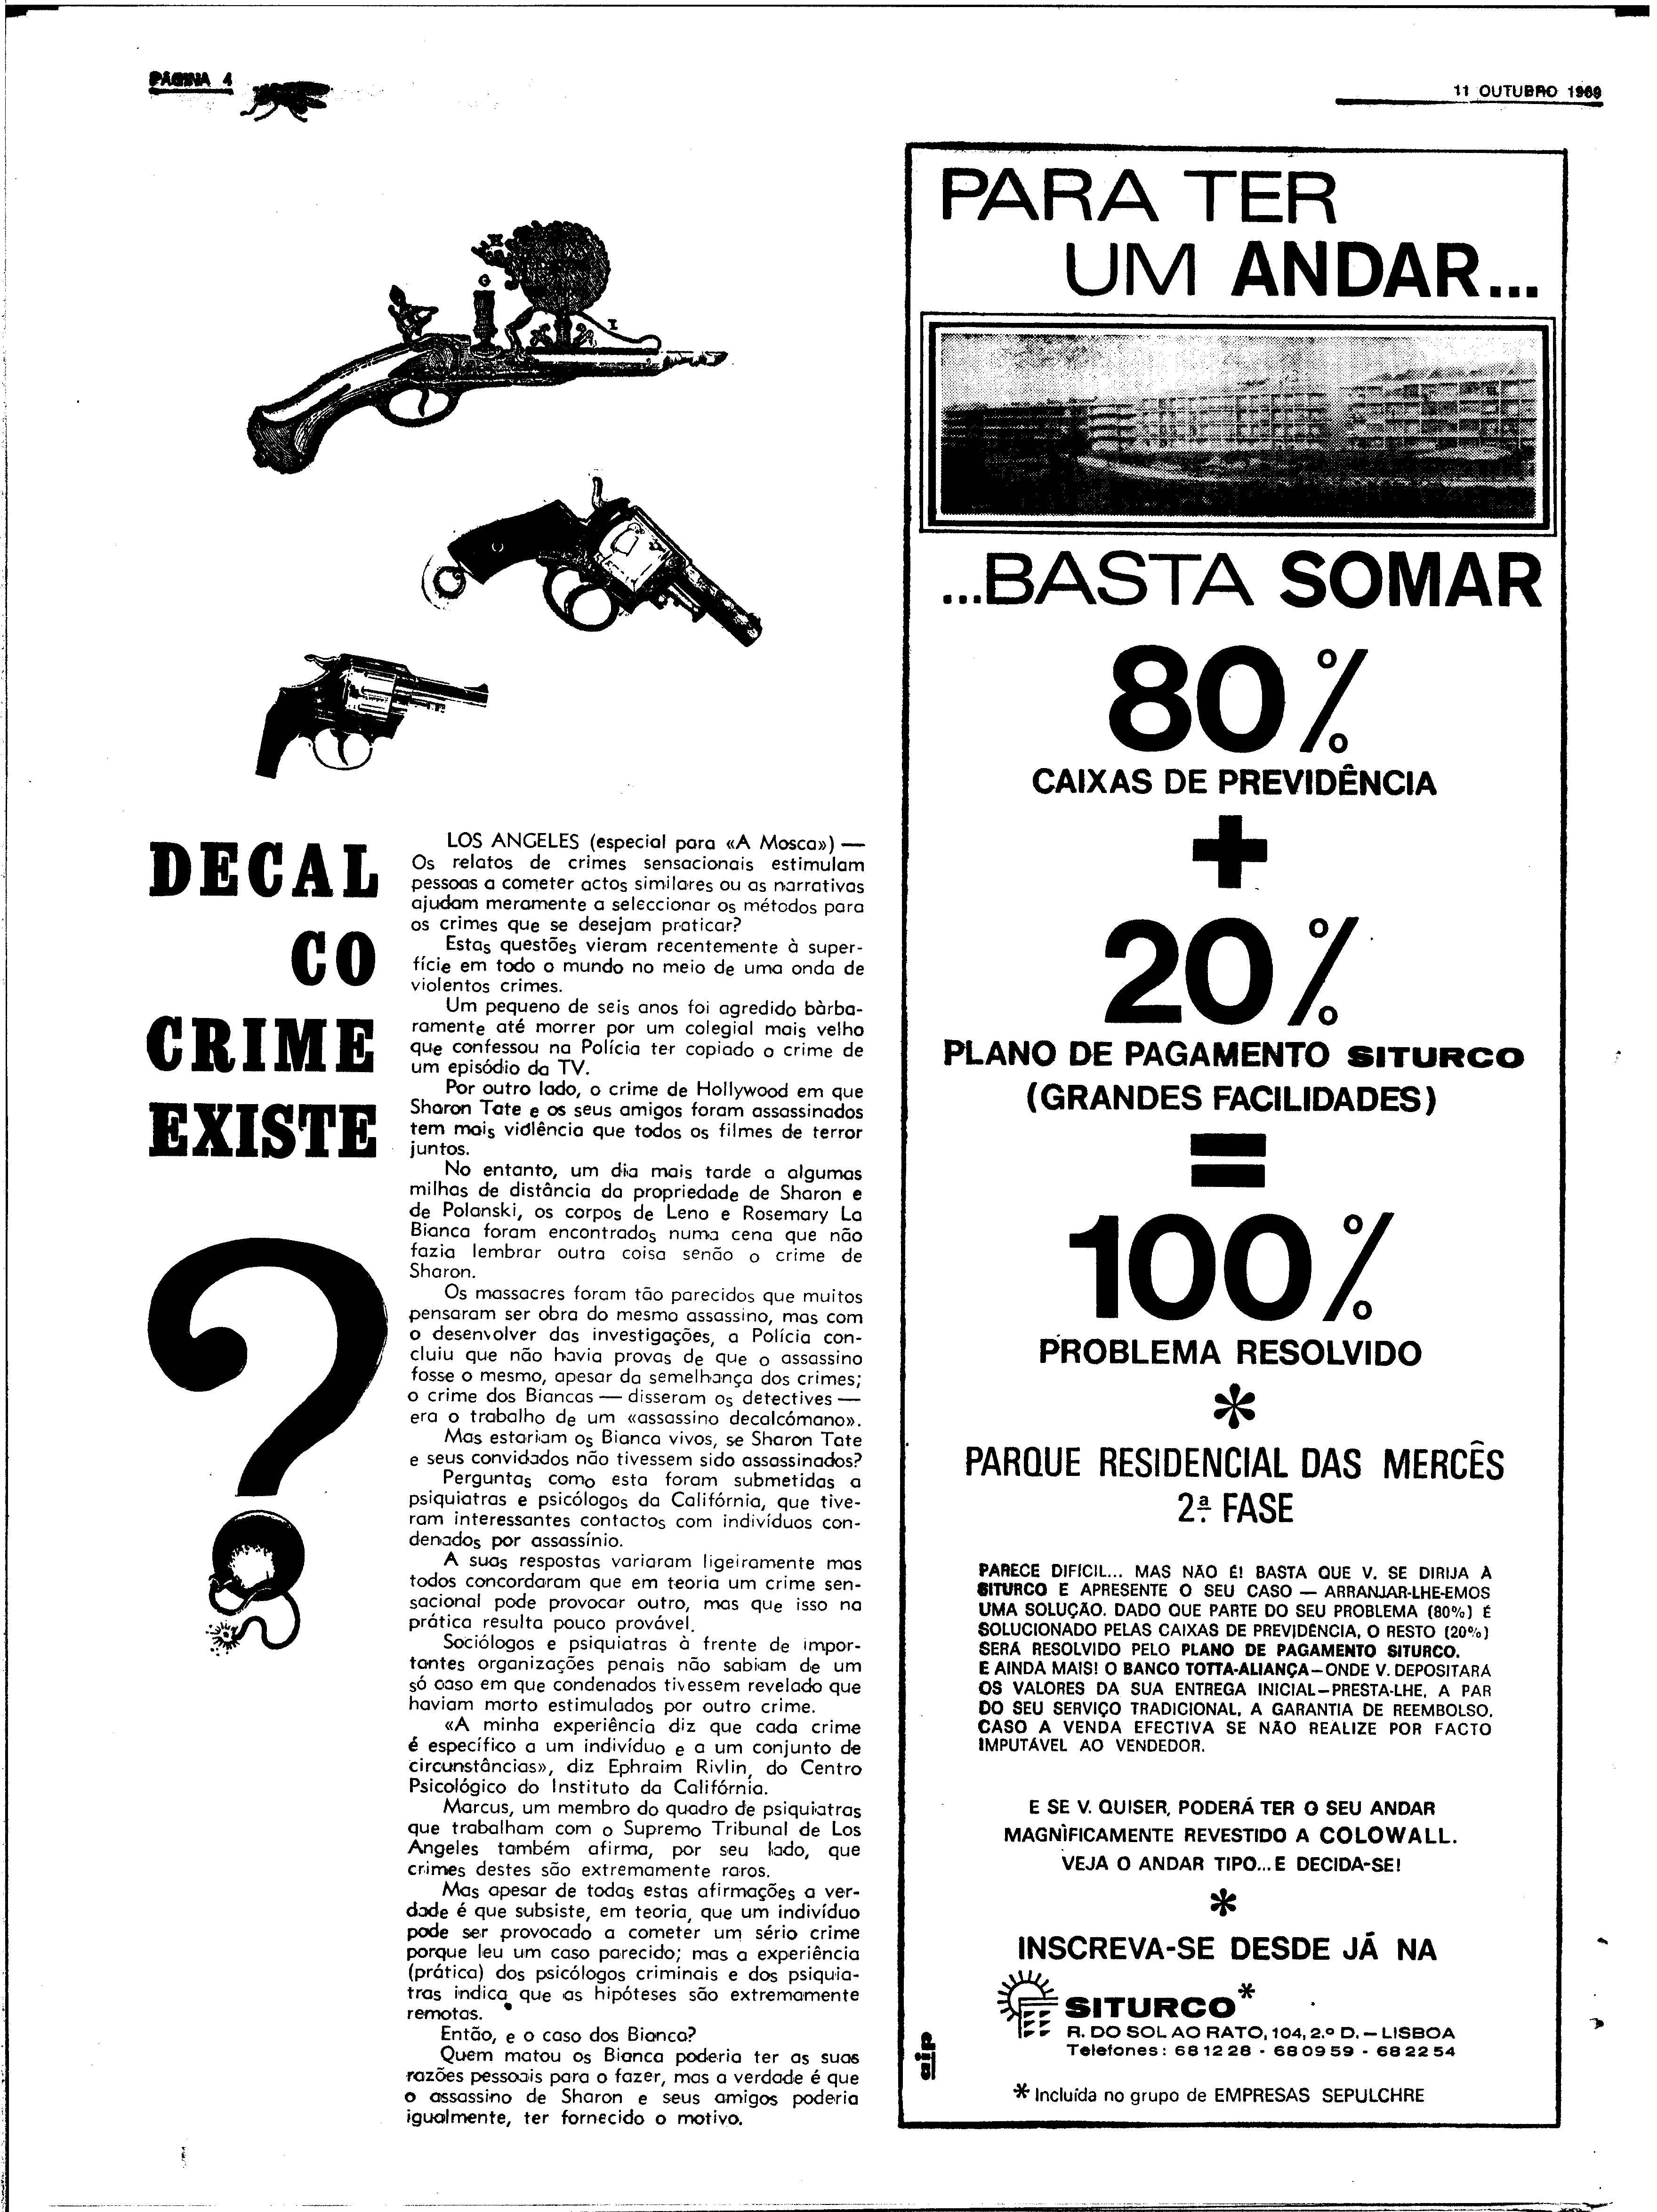 PÁGINA 4
11 OUTUBRO 1969
DECAL
CO
CRIME
EXISTE
?
LOS ANGELES (especial para «A Mosca») —
Os relatos de crimes sensacionais estimulam
pessoas a cometer actos similares ou as narrativas
ajudam meramente a seleccionar os métodos para
os crimes que se desejam praticar?
Estas questões vieram recentemente à super-
fície em todo o mundo no meio de uma onda de
violentos crimes.
Um pequeno de seis anos foi agredido bàrba-
ramente até morrer por um colegial mais velho
que confessou na Polícia ter copiado o crime de
um episódio da TV.
Por outro lado, o crime de Hollywood em que
Sharon Tate e os seus amigos foram assassinados
tem mais violência que todos os filmes de terror
juntos.
No entanto, um dia mais tarde a algumas
milhas de distância da propriedade de Sharon e
de Polanski, os corpos de Leno e Rosemary La
Bianca foram encontrados numa cena que não
fazia lembrar outra coisa senão o crime de
Sharon.
Os massacres foram tão parecidos que muitos
pensaram ser obra do mesmo assassino, mas com
o desenvolver das investigações, a Polícia con-
cluiu que não havia provas de que o assassino
fosse o mesmo, apesar da semelhança dos crimes;
o crime dos Biancas — disseram os detectives —
era o trabalho de um «assassino decalcómano».
Mas estariam os Bianca vivos, se Sharon Tate
e seus convidados não tivessem sido assassinados?
Perguntas como esta foram submetidas a
psiquiatras e psicólogos da Califórnia, que tive-
ram interessantes contactos com indivíduos con-
denados por assassínio.
A suas respostas variaram ligeiramente mas
todos concordaram que em teoria um crime sen-
sacional pode provocar outro, mas que isso na
prática resulta pouco provável.
Sociólogos e psiquiatras à frente de impor-
tantes organizações penais não sabiam de um
só caso em que condenados tivessem revelado que
haviam morto estimulados por outro crime.
«A minha experiência diz que cada crime
é específico a um indivíduo e a um conjunto de
circunstâncias», diz Ephraim Rivlin, do Centro
Psicológico do Instituto da Califórnia.
Marcus, um membro do quadro de psiquiatras
que trabalham com o Supremo Tribunal de Los
Angeles também afirma, por seu lado, que
crimes destes são extremamente raros.
Mas apesar de todas estas afirmações a ver-
dade é que subsiste, em teoria, que um indivíduo
pode ser provocado a cometer um sério crime
porque leu um caso parecido; mas a experiência
(prática) dos psicólogos criminais e dos psiquia-
tras indica que as hipóteses são extremamente
remotas.
Então, e o caso dos Bianca?
Quem matou os Bianca poderia ter as suas
razões pessoais para o fazer, mas a verdade é que
o assassino de Sharon e seus amigos poderia
igualmente, ter fornecido o motivo.
PARA TER
UM ANDAR...
...BASTA SOMAR
80%
CAIXAS DE PREVIDÊNCIA
+
20%
PLANO DE PAGAMENTO SITURCO
(GRANDES FACILIDADES)
=
100%
PROBLEMA RESOLVIDO
*
PARQUE RESIDENCIAL DAS MERCÊS
2.ª FASE
PARECE DIFÍCIL... MAS NÃO É! BASTA QUE V. SE DIRIJA À
SITURCO E APRESENTE O SEU CASO — ARRANJAR-LHE-EMOS
UMA SOLUÇÃO. DADO QUE PARTE DO SEU PROBLEMA (80%) É
SOLUCIONADO PELAS CAIXAS DE PREVIDÊNCIA, O RESTO (20%)
SERÁ RESOLVIDO PELO PLANO DE PAGAMENTO SITURCO.
E AINDA MAIS! O BANCO TOTTA-ALIANÇA—ONDE V. DEPOSITARÁ
OS VALORES DA SUA ENTREGA INICIAL—PRESTA-LHE, A PAR
DO SEU SERVIÇO TRADICIONAL, A GARANTIA DE REEMBOLSO,
CASO A VENDA EFECTIVA SE NÃO REALIZE POR FACTO
IMPUTÁVEL AO VENDEDOR.
E SE V. QUISER, PODERÁ TER O SEU ANDAR
MAGNÌFICAMENTE REVESTIDO A COLOWALL.
VEJA O ANDAR TIPO...E DECIDA-SE!
*
INSCREVA-SE DESDE JÁ NA
SITURCO*
R. DO SOL AO RATO, 104, 2.º D. — LISBOA
Telefones: 68 12 28 - 68 09 59 - 68 22 54
* Incluída no grupo de EMPRESAS SEPULCHRE
aip